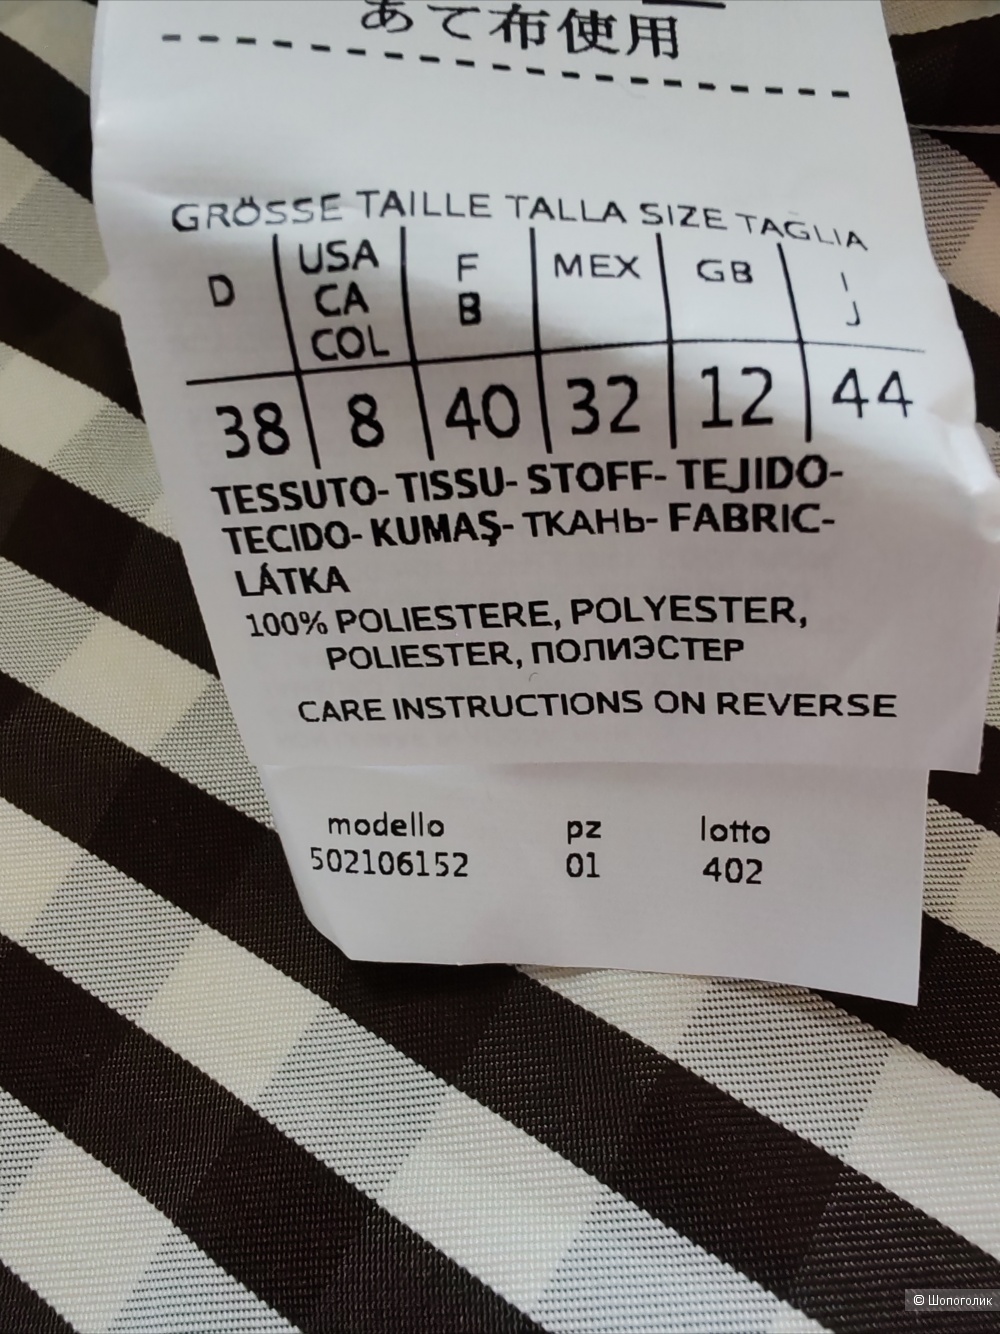 あて布使用
GRÖSSE TAILLE TALLA SIZE TAGLIA
D USA CA COL F B MEX GB I J
38 8 40 32 12 44
TESSUTO- TISSU- STOFF- TEJIDO-
TECIDO- KUMAŞ- ТКАНЬ- FABRIC-
LÁTKA
100% POLIESTERE, POLYESTER,
POLIESTER, ПОЛИЭСТЕР
CARE INSTRUCTIONS ON REVERSE
modello pz lotto
502106152 01 402
© Шопоголик